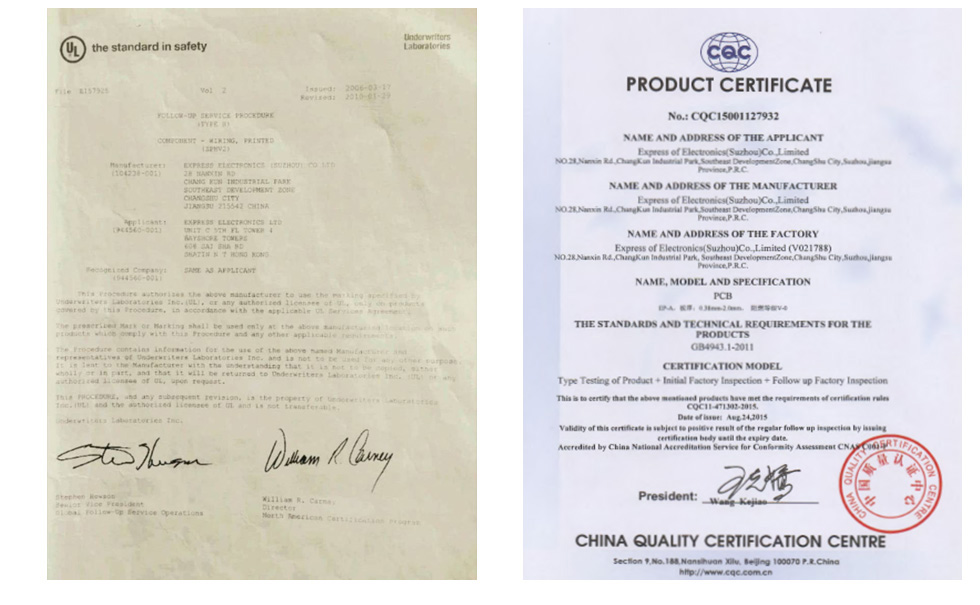 UL
the standard in safety
Underwriters
Laboratories
File E157925
Vol 2
Issued: 2006-03-17
Revised: 2010-03-29
FOLLOW-UP SERVICE PROCEDURE
(TYPE R)
COMPONENT - WIRING, PRINTED
(ZPMV2)
Manufacturer: EXPRESS ELECTRONICS (SUZHOU) CO LTD
(504238-001) 28 NANXIN RD
CHANG KUN INDUSTRIAL PARK
SOUTHEAST DEVELOPMENT ZONE
CHANGSHU CITY
JIANGSU 215542 CHINA
Applicant: EXPRESS ELECTRONICS LTD
(964560-001) UNIT C 5TH FL TOWER 4
BAYSHORE TOWERS
608 SAI SHA RD
SHATIN N T HONG KONG
Recognized Company: SAME AS APPLICANT
(964560-001)
This Procedure authorizes the above manufacturer to use the marking specified by
Underwriters Laboratories Inc.(UL), or any authorized licensee of UL, only on products
covered by this Procedure, in accordance with the applicable UL Services Agreement.
The prescribed Mark or Marking shall be used only at the above manufacturing location on such
products which comply with this Procedure and any other applicable requirements.
The Procedure contains information for the use of the above named Manufacturer and
representatives of Underwriters Laboratories Inc. and is not to be used for any other purpose.
It is lent to the Manufacturer with the understanding that it is not to be copied, either
wholly or in part, and that it will be returned to Underwriters Laboratories Inc. (UL) or any
authorized licensee of UL, upon request.
This PROCEDURE, and any subsequent revision, is the property of Underwriters Laboratories
Inc.(UL) and the authorized licensee of UL and is not transferable.
Underwriters Laboratories Inc.
William R. Carney
Stephen Hewson
Senior Vice President
Global Follow-Up Service Operations
William R. Carney
Director
North American Certification Program
CQC
PRODUCT CERTIFICATE
No.: CQC15001127932
NAME AND ADDRESS OF THE APPLICANT
Express of Electronics(Suzhou)Co.,Limited
NO.28,Nanxin Rd.,ChangKun Industrial Park,Southeast DevelopmentZone,ChangShu City,Suzhou,jiangsu
Province,P.R.C.
NAME AND ADDRESS OF THE MANUFACTURER
Express of Electronics(Suzhou)Co.,Limited
NO.28,Nanxin Rd.,ChangKun Industrial Park,Southeast DevelopmentZone,ChangShu City,Suzhou,jiangsu
Province,P.R.C.
NAME AND ADDRESS OF THE FACTORY
Express of Electronics(Suzhou)Co.,Limited (V021788)
NO.28,Nanxin Rd.,ChangKun Industrial Park, Southeast DevelopmentZone,ChangShu City,Suzhou,jiangsu
Province,P.R.C.
NAME, MODEL AND SPECIFICATION
PCB
板厚: 0.38mm-2.0mm. 阻燃等级V-0
THE STANDARDS AND TECHNICAL REQUIREMENTS FOR THE
PRODUCTS
GB4943.1-2011
CERTIFICATION MODEL
Type Testing of Product + Initial Factory Inspection + Follow up Factory Inspection
This is to certify that the above mentioned products have met the requirements of certification rules
CQC11-471302-2015.
Date of issue: Aug.24,2015
Validity of this certificate is subject to positive result of the regular follow up inspection by issuing
certification body until the expiry date.
Accredited by China National Accreditation Service for Conformity Assessment CNAS
President:
Wang Kejiao
CHINA QUALITY CERTIFICATION CENTRE
中国质量认证中心
CHINA QUALITY CERTIFICATION CENTRE
Section 9,No.188,Nansihuan Xilu, Beijing 100070 P.R.China
http://www.cqc.com.cn